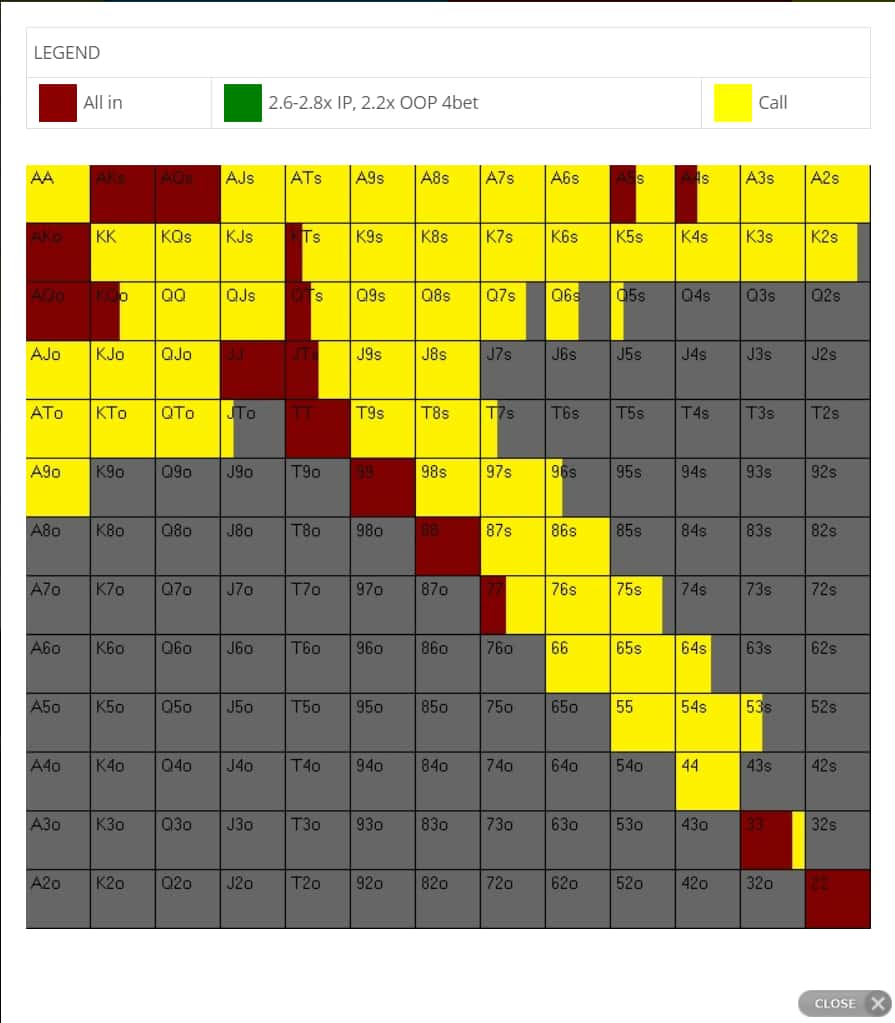 LEGEND
All in 2.6-2.8x IP, 2.2x OOP 4bet Call
AA AKs AQs AJs ATs A9s A8s A7s A6s A5s A4s A3s A2s
AKo KK KQs KJs KTs K9s K8s K7s K6s K5s K4s K3s K2s
AQo KQo QQ QJs QTs Q9s Q8s Q7s Q6s Q5s Q4s Q3s Q2s
AJo KJo QJo JJ JTs J9s J8s J7s J6s J5s J4s J3s J2s
ATo KTo QTo JTo TT T9s T8s T7s T6s T5s T4s T3s T2s
A9o K9o Q9o J9o T9o 99 98s 97s 96s 95s 94s 93s 92s
A8o K8o Q8o J8o T8o 98o 88 87s 86s 85s 84s 83s 82s
A7o K7o Q7o J7o T7o 97o 87o 77 76s 75s 74s 73s 72s
A6o K6o Q6o J6o T6o 96o 86o 76o 66 65s 64s 63s 62s
A5o K5o Q5o J5o T5o 95o 85o 75o 65o 55 54s 53s 52s
A4o K4o Q4o J4o T4o 94o 84o 74o 64o 54o 44 43s 42s
A3o K3o Q3o J3o T3o 93o 83o 73o 63o 53o 43o 33 32s
A2o K2o Q2o J2o T2o 92o 82o 72o 62o 52o 42o 32o 22
CLOSE